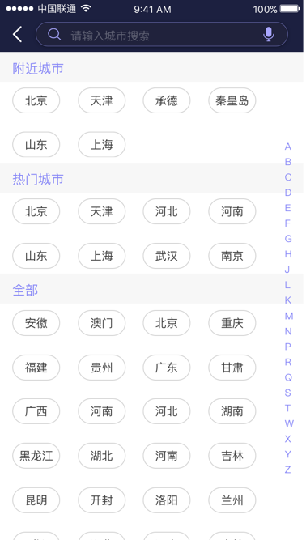 中国联通 9:41 AM 100%
请输入城市搜索
附近城市
北京 天津 承德 秦皇岛
山东 上海
热门城市
北京 天津 河北 河南
山东 上海 武汉 南京
全部
安徽 澳门 北京 重庆
福建 贵州 广东 甘肃
广西 河南 河北 湖南
黑龙江 湖北 河南 吉林
昆明 开封 洛阳 兰州
A
B
C
D
E
F
G
H
J
L
K
M
N
P
R
Q
S
T
W
X
Y
Z